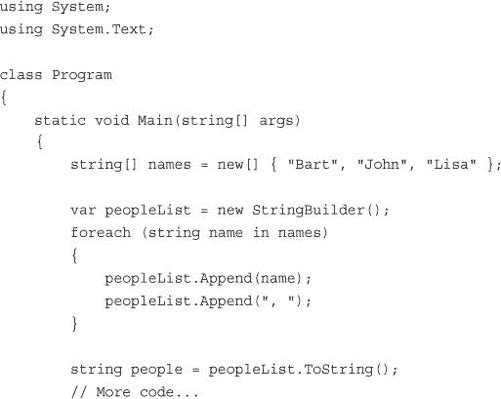 using System;
using System.Text;

class Program
{
    static void Main(string[] args)
    {
        string[] names = new[] { "Bart", "John", "Lisa" };

        var peopleList = new StringBuilder();
        foreach (string name in names)
        {
            peopleList.Append(name);
            peopleList.Append(", ");
        }

        string people = peopleList.ToString();
        // More code...